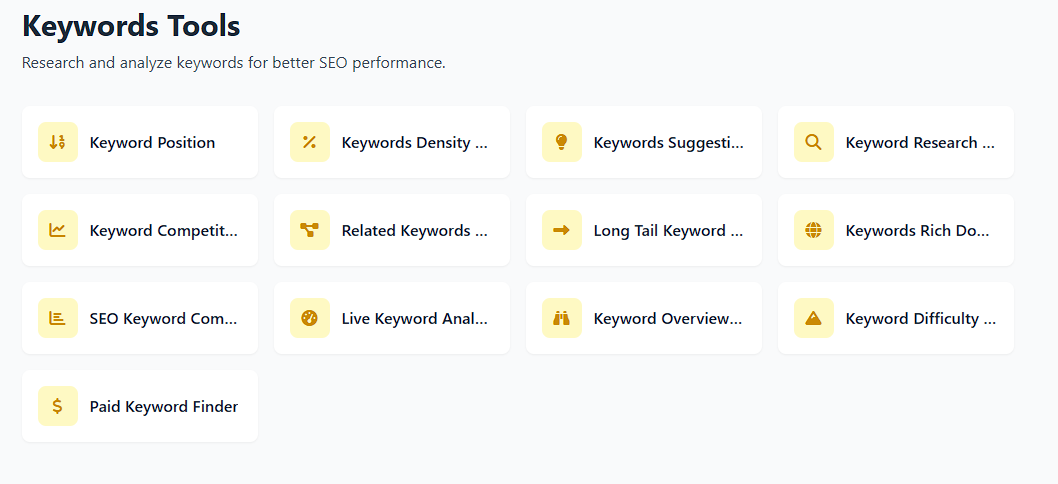 Keywords Tools
Research and analyze keywords for better SEO performance.
Keyword Position
Keywords Density ...
Keywords Suggesti...
Keyword Research ...
Keyword Competit...
Related Keywords ...
Long Tail Keyword ...
Keywords Rich Do...
SEO Keyword Com...
Live Keyword Anal...
Keyword Overview...
Keyword Difficulty ...
Paid Keyword Finder